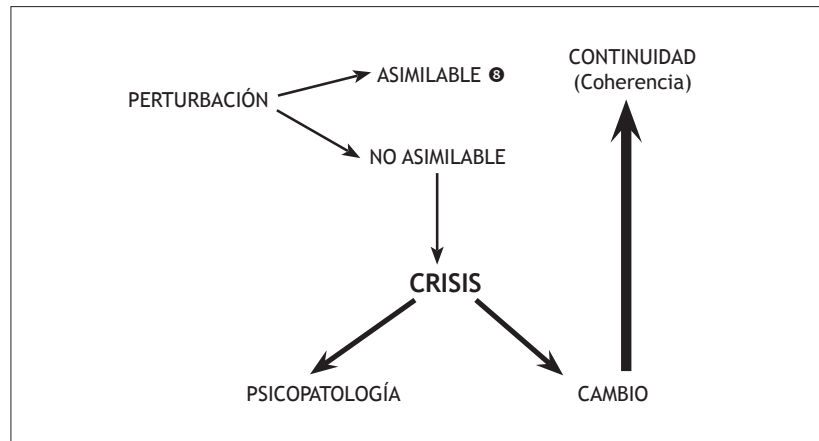 CONTINUIDAD
(Coherencia)
ASIMILABLE ❽
PERTURBACIÓN
NO ASIMILABLE
CRISIS
PSICOPATOLOGÍA
CAMBIO